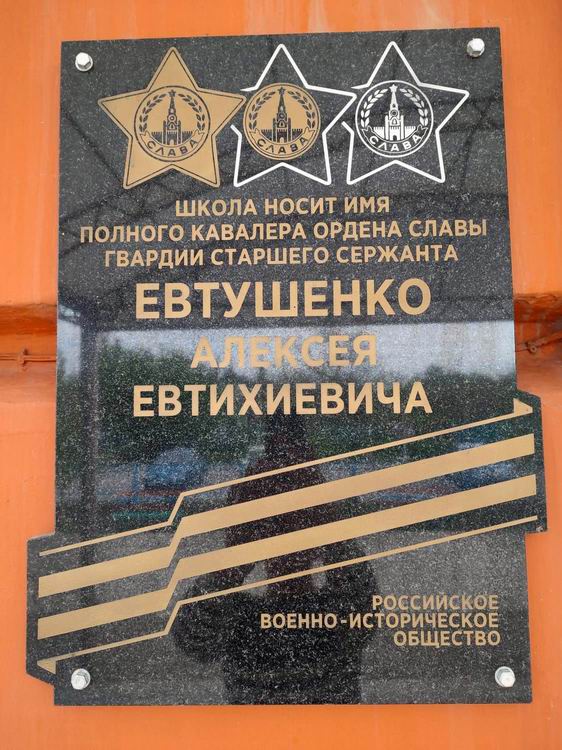 СЛАВА СЛАВА СЛАВА
ШКОЛА НОСИТ ИМЯ
ПОЛНОГО КАВАЛЕРА ОРДЕНА СЛАВЫ
ГВАРДИИ СТАРШЕГО СЕРЖАНТА
ЕВТУШЕНКО
АЛЕКСЕЯ
ЕВТИХИЕВИЧА
РОССИЙСКОЕ
ВОЕННО-ИСТОРИЧЕСКОЕ
ОБЩЕСТВО